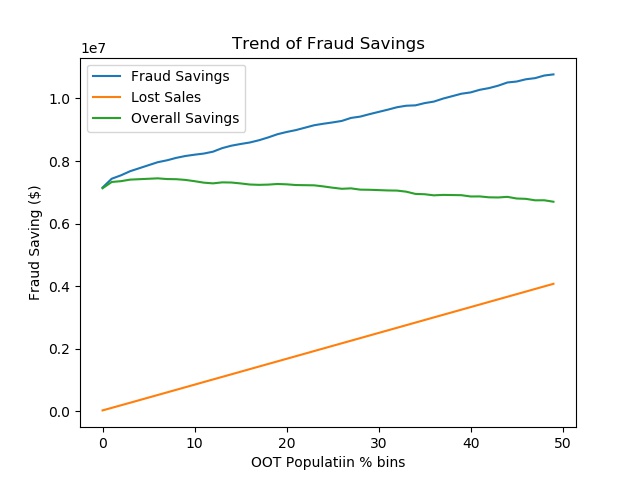 Trend of Fraud Savings
1e7
Fraud Savings
Lost Sales
Overall Savings
1.0
0.8
0.6
0.4
0.2
0.0
Fraud Saving ($)
0 10 20 30 40 50
OOT Populatiin % bins